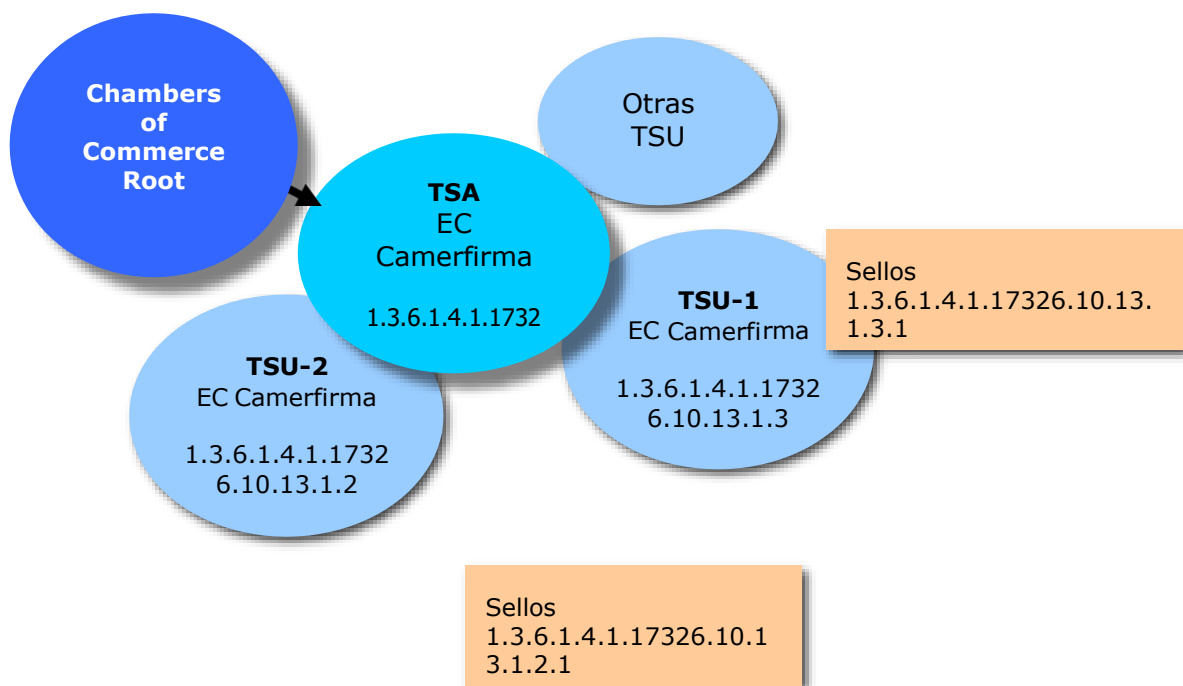 Chambers
of
Commerce
Root
Otras
TSU
TSA
EC
Camerfirma
1.3.6.1.4.1.1732
TSU-1
EC Camerfirma
1.3.6.1.4.1.1732
6.10.13.1.3
Sellos
1.3.6.1.4.1.17326.10.13.
1.3.1
TSU-2
EC Camerfirma
1.3.6.1.4.1.1732
6.10.13.1.2
Sellos
1.3.6.1.4.1.17326.10.1
3.1.2.1